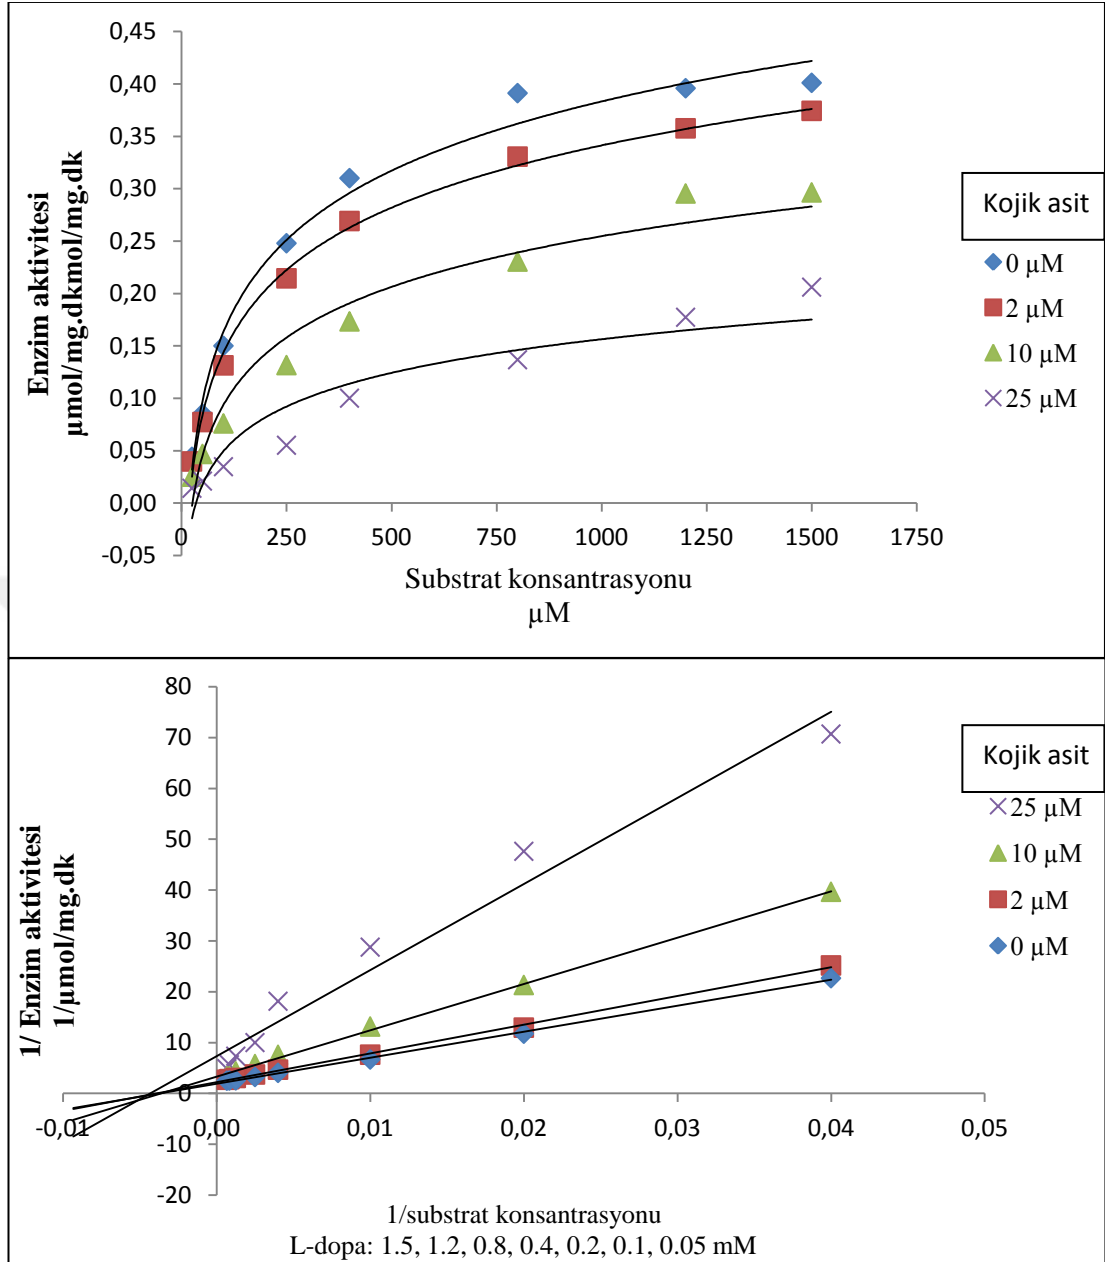 0,45
0,40
0,35
0,30
0,25
0,20
0,15
0,10
0,05
0,00
-0,05
Enzim aktivitesi
µmol/mg.dkmol/mg.dk
0 250 500 750 1000 1250 1500 1750
Substrat konsantrasyonu
µM
Kojik asit
0 µM
2 µM
10 µM
25 µM
80
70
60
50
40
30
20
10
0
-10
-20
1/ Enzim aktivitesi
1/µmol/mg.dk
-0,01 0,00 0,01 0,02 0,03 0,04 0,05
1/substrat konsantrasyonu
L-dopa: 1.5, 1.2, 0.8, 0.4, 0.2, 0.1, 0.05 mM
Kojik asit
25 µM
10 µM
2 µM
0 µM